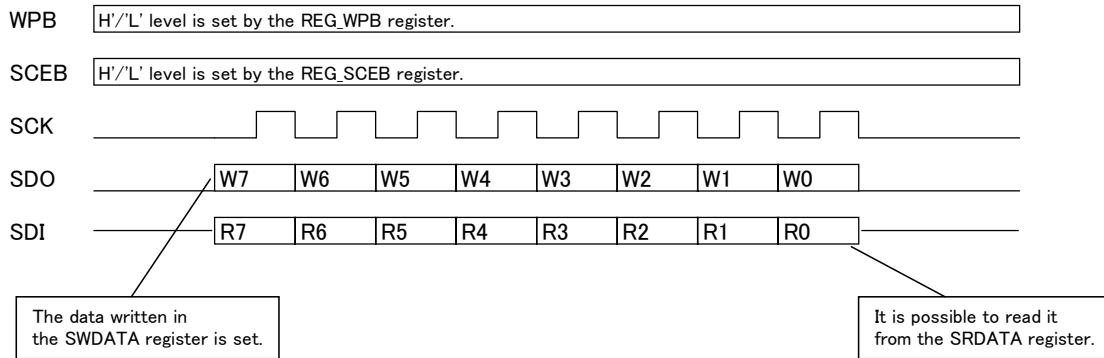 WPB H'/'L' level is set by the REG_WPB register.
SCEB H'/'L' level is set by the REG_SCEB register.
SCK
SDO W7 W6 W5 W4 W3 W2 W1 W0
SDI R7 R6 R5 R4 R3 R2 R1 R0
The data written in
the SWDATA register is set.
It is possible to read it
from the SRDATA register.